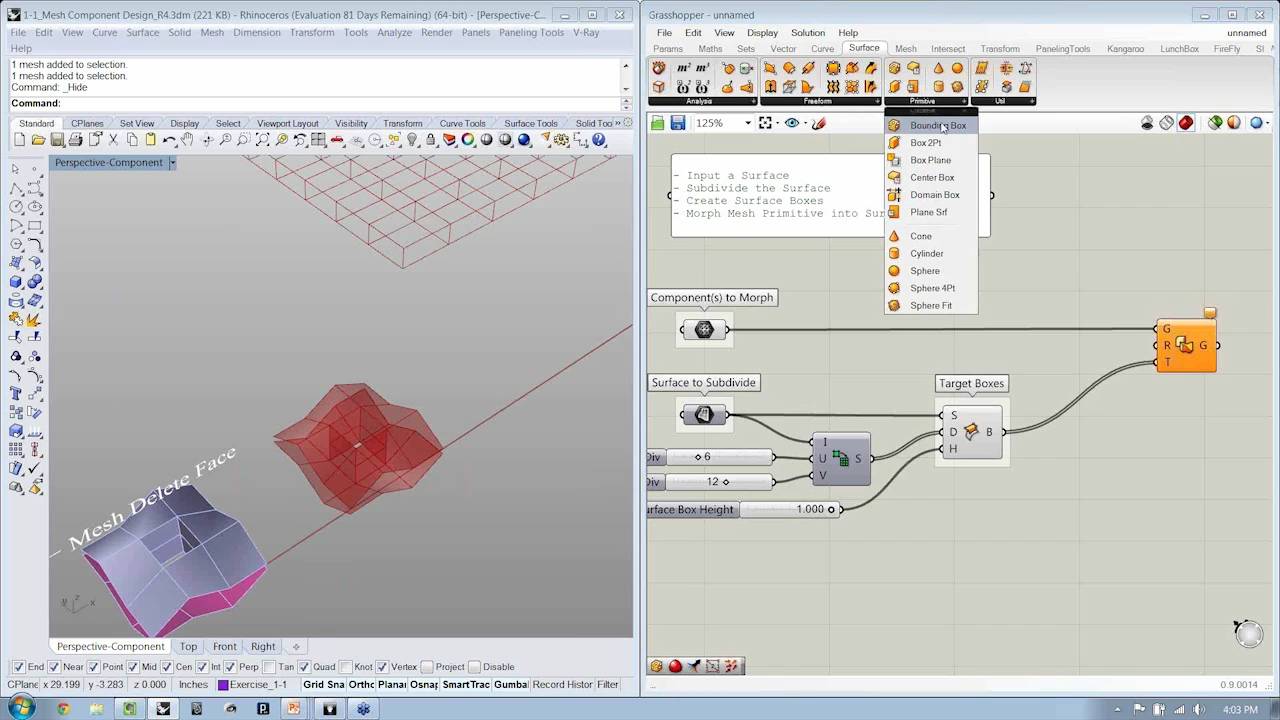 1-1_Mesh Component Design_R4.3dm (221 KB) - Rhinoceros (Evaluation 81 Days Remaining) (64-bit) - [Perspective-C...
File Edit View Curve Surface Solid Mesh Dimension Transform Tools Analyze Render Panels PanelingTools V-Ray
Help
1 mesh added to selection.
1 mesh added to selection.
Command: _Hide
Command:
Standard CPlanes Set View Display Select Viewport Layout Visibility Transform Curve Tools Surface Tools Solid Too
Perspective-Component
Mesh Delete Face
z
y x
Perspective-Component Top Front Right
End Near Point Mid Cen Int Perp Tan Quad Knot Vertex Project Disable
CPlane x 29.199 y -3.283 z 0.000 Inches Exercise_1-1 Grid Sna Ortho Planar Osnap SmartTrac Gumba Record Histor Filter
Grasshopper - unnamed
File Edit View Display Solution Help unnamed
Params Maths Sets Vector Curve Surface Mesh Intersect Transform PanelingTools Kangaroo LunchBox FireFly
Analysis Freeform Primitive Util
125%
Bounding Box
Box 2Pt
Box Plane
Center Box
Domain Box
Plane Srf
Cone
Cylinder
Sphere
Sphere 4Pt
Sphere Fit
- Input a Surface
- Subdivide the Surface
- Create Surface Boxes
- Morph Mesh Primitive into Sur
Component(s) to Morph
G
R G
T
Surface to Subdivide
Target Boxes
S
D B
H
I
U S
V
Div 6
Div 12
urface Box Height 1.000
0.9.0014
4:03 PM